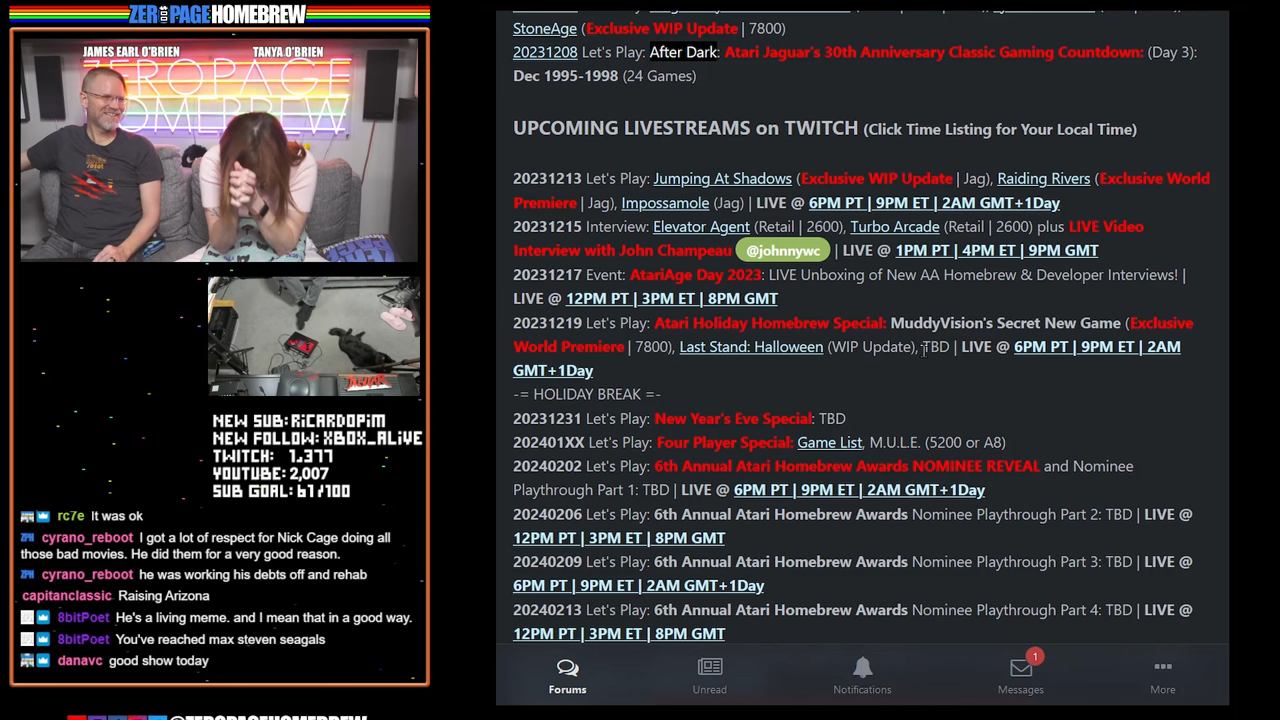 ZEROPAGEHOMEBREW
JAMES EARL O'BRIEN
TANYA O'BRIEN
ZEROPAGE
HOMEBREW
NEW SUB: RiCARDOPiM
NEW FOLLOW: XBOX_ALiVE
TWITCH: 1,377
YOUTUBE: 2,007
SUB GOAL: 67/100
rc7e It was ok
cyrano_reboot I got a lot of respect for Nick Cage doing all
those bad movies. He did them for a very good reason.
cyrano_reboot he was working his debts off and rehab
capitanclassic Raising Arizona
8bitPoet He's a living meme. and I mean that in a good way.
8bitPoet You've reached max steven seagals
danavc good show today
StoneAge (Exclusive WIP Update | 7800)
20231208 Let's Play: After Dark: Atari Jaguar's 30th Anniversary Classic Gaming Countdown: (Day 3):
Dec 1995-1998 (24 Games)
UPCOMING LIVESTREAMS on TWITCH (Click Time Listing for Your Local Time)
20231213 Let's Play: Jumping At Shadows (Exclusive WIP Update | Jag), Raiding Rivers (Exclusive World
Premiere | Jag), Impossamole (Jag) | LIVE @ 6PM PT | 9PM ET | 2AM GMT+1Day
20231215 Interview: Elevator Agent (Retail | 2600), Turbo Arcade (Retail | 2600) plus LIVE Video
Interview with John Champeau @johnnywc | LIVE @ 1PM PT | 4PM ET | 9PM GMT
20231217 Event: AtariAge Day 2023: LIVE Unboxing of New AA Homebrew & Developer Interviews! |
LIVE @ 12PM PT | 3PM ET | 8PM GMT
20231219 Let's Play: Atari Holiday Homebrew Special: MuddyVision's Secret New Game (Exclusive
World Premiere | 7800), Last Stand: Halloween (WIP Update), TBD | LIVE @ 6PM PT | 9PM ET | 2AM
GMT+1Day
-= HOLIDAY BREAK =-
20231231 Let's Play: New Year's Eve Special: TBD
202401XX Let's Play: Four Player Special: Game List, M.U.L.E. (5200 or A8)
20240202 Let's Play: 6th Annual Atari Homebrew Awards NOMINEE REVEAL and Nominee
Playthrough Part 1: TBD | LIVE @ 6PM PT | 9PM ET | 2AM GMT+1Day
20240206 Let's Play: 6th Annual Atari Homebrew Awards Nominee Playthrough Part 2: TBD | LIVE @
12PM PT | 3PM ET | 8PM GMT
20240209 Let's Play: 6th Annual Atari Homebrew Awards Nominee Playthrough Part 3: TBD | LIVE @
6PM PT | 9PM ET | 2AM GMT+1Day
20240213 Let's Play: 6th Annual Atari Homebrew Awards Nominee Playthrough Part 4: TBD | LIVE @
12PM PT | 3PM ET | 8PM GMT
Forums
Unread
Notifications
1
Messages
More